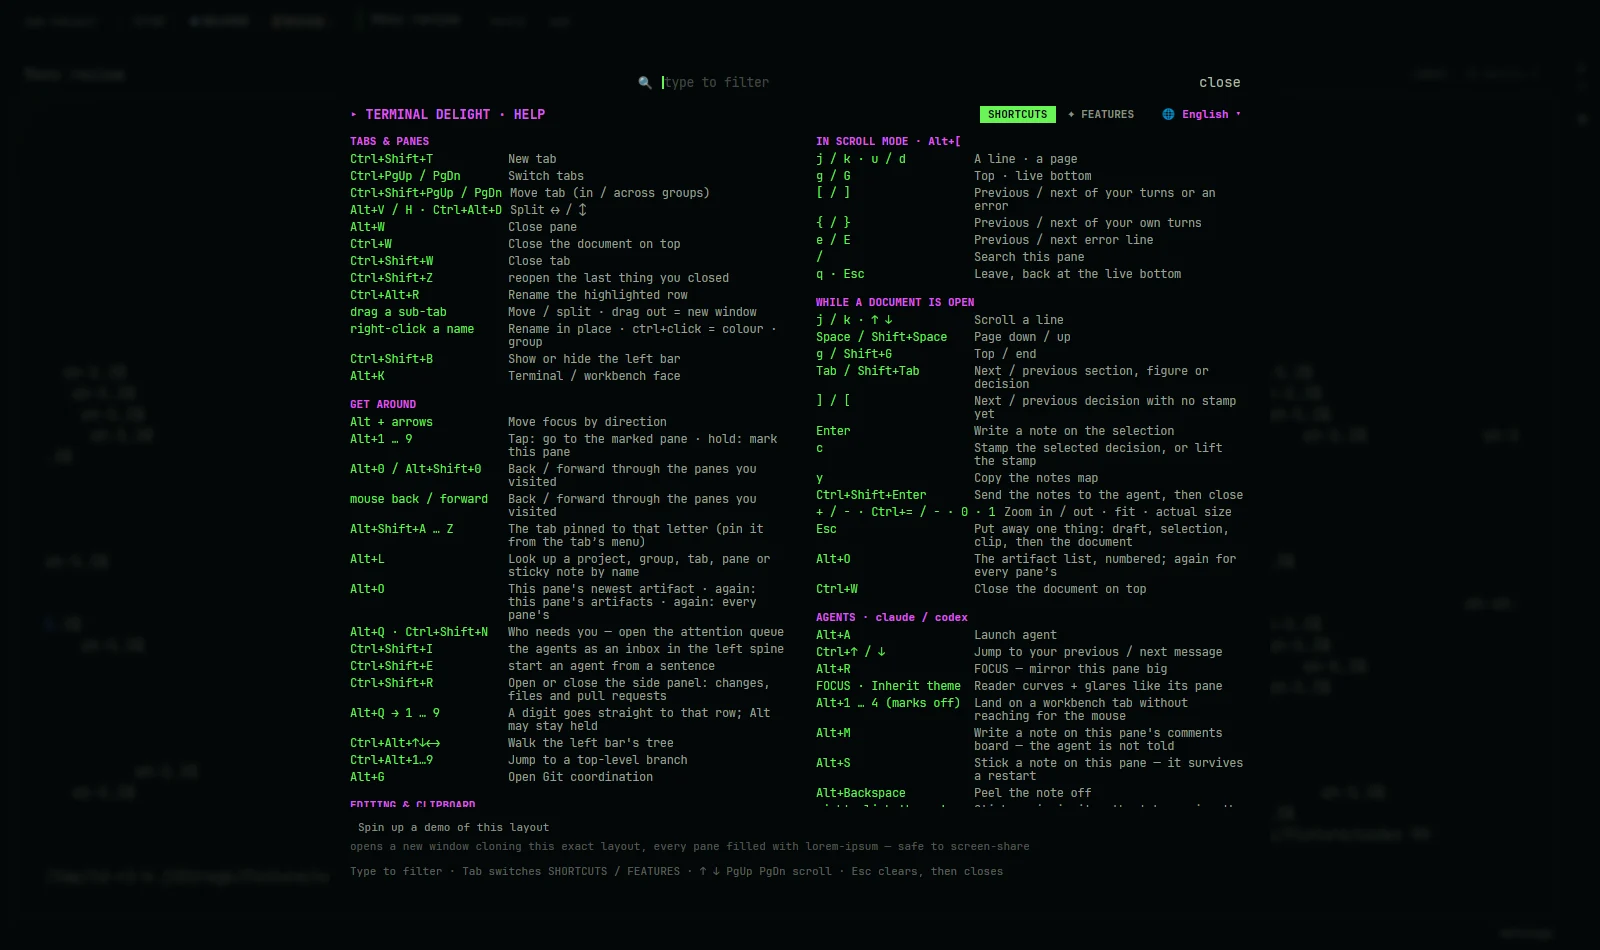 type to filter
close
▸ TERMINAL DELIGHT · HELP
SHORTCUTS
✦ FEATURES
English ▾
TABS & PANES
Ctrl+Shift+T New tab
Ctrl+PgUp / PgDn Switch tabs
Ctrl+Shift+PgUp / PgDn Move tab (in / across groups)
Alt+V / H · Ctrl+Alt+D Split ↔ / ↕
Alt+W Close pane
Ctrl+W Close the document on top
Ctrl+Shift+W Close tab
Ctrl+Shift+Z reopen the last thing you closed
Ctrl+Alt+R Rename the highlighted row
drag a sub-tab Move / split · drag out = new window
right-click a name Rename in place · ctrl+click = colour ·
group
Ctrl+Shift+B Show or hide the left bar
Alt+K Terminal / workbench face
GET AROUND
Alt + arrows Move focus by direction
Alt+1 … 9 Tap: go to the marked pane · hold: mark
this pane
Alt+0 / Alt+Shift+0 Back / forward through the panes you
visited
mouse back / forward Back / forward through the panes you
visited
Alt+Shift+A … Z The tab pinned to that letter (pin it
from the tab's menu)
Alt+L Look up a project, group, tab, pane or
sticky note by name
Alt+O This pane's newest artifact · again:
this pane's artifacts · again: every
pane's
Alt+Q · Ctrl+Shift+N Who needs you — open the attention queue
Ctrl+Shift+I the agents as an inbox in the left spine
Ctrl+Shift+E start an agent from a sentence
Ctrl+Shift+R Open or close the side panel: changes,
files and pull requests
Alt+Q → 1 … 9 A digit goes straight to that row; Alt
may stay held
Ctrl+Alt+↑↓↔ Walk the left bar's tree
Ctrl+Alt+1…9 Jump to a top-level branch
Alt+G Open Git coordination
EDITING & CLIPBOARD
IN SCROLL MODE · Alt+[
j / k · u / d A line · a page
g / G Top · live bottom
[ / ] Previous / next of your turns or an
error
{ / } Previous / next of your own turns
e / E Previous / next error line
/ Search this pane
q · Esc Leave, back at the live bottom
WHILE A DOCUMENT IS OPEN
j / k · ↑ ↓ Scroll a line
Space / Shift+Space Page down / up
g / Shift+G Top / end
Tab / Shift+Tab Next / previous section, figure or
decision
] / [ Next / previous decision with no stamp
yet
Enter Write a note on the selection
c Stamp the selected decision, or lift
the stamp
y Copy the notes map
Ctrl+Shift+Enter Send the notes to the agent, then close
+ / - · Ctrl+= / - · 0 · 1 Zoom in / out · fit · actual size
Esc Put away one thing: draft, selection,
clip, then the document
Alt+O The artifact list, numbered; again for
every pane's
Ctrl+W Close the document on top
AGENTS · claude / codex
Alt+A Launch agent
Ctrl+↑ / ↓ Jump to your previous / next message
Alt+R FOCUS — mirror this pane big
FOCUS · Inherit theme Reader curves + glares like its pane
Alt+1 … 4 (marks off) Land on a workbench tab without
reaching for the mouse
Alt+M Write a note on this pane's comments
board — the agent is not told
Alt+S Stick a note on this pane — it survives
a restart
Alt+Backspace Peel the note off
Spin up a demo of this layout
opens a new window cloning this exact layout, every pane filled with lorem-ipsum — safe to screen-share
Type to filter · Tab switches SHORTCUTS / FEATURES · ↑ ↓ PgUp PgDn scroll · Esc clears, then closes